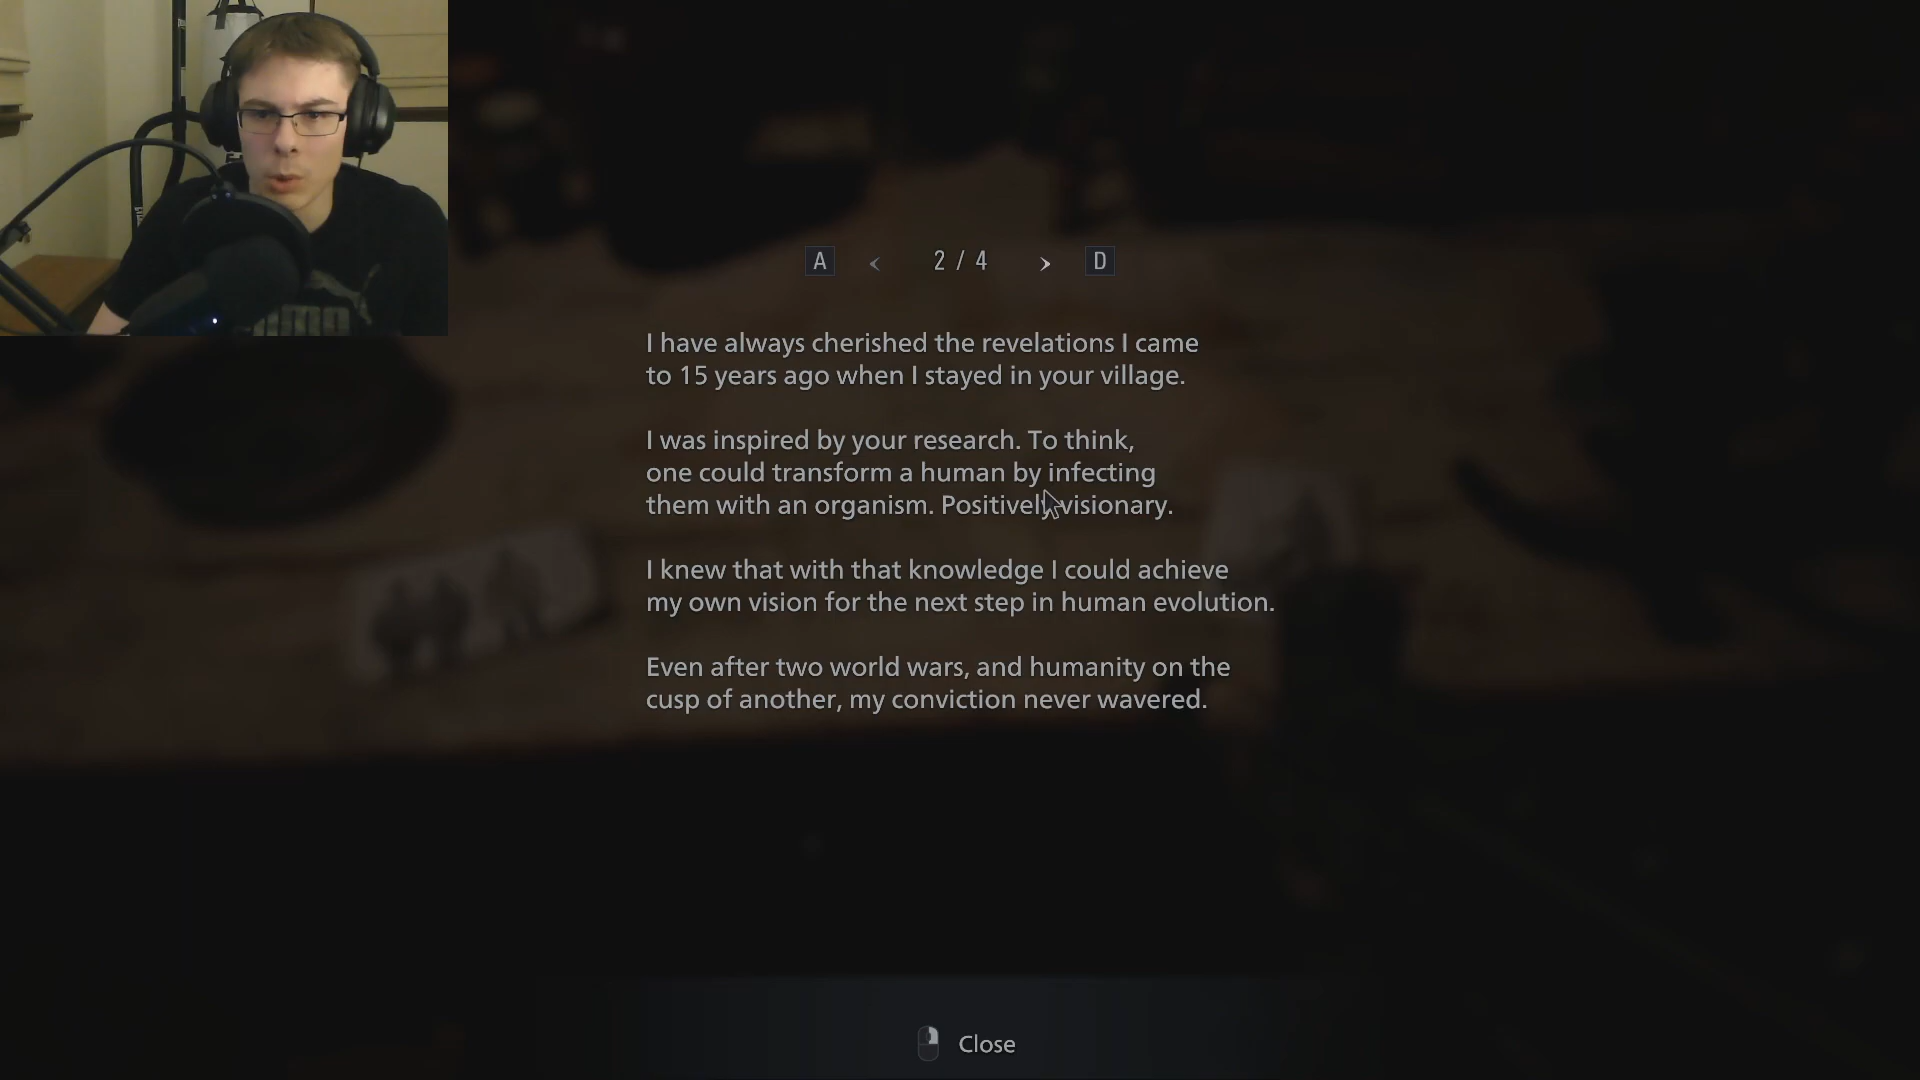 A < 2 / 4 > D
I have always cherished the revelations I came
to 15 years ago when I stayed in your village.
I was inspired by your research. To think,
one could transform a human by infecting
them with an organism. Positively visionary.
I knew that with that knowledge I could achieve
my own vision for the next step in human evolution.
Even after two world wars, and humanity on the
cusp of another, my conviction never wavered.
Close
PUMA